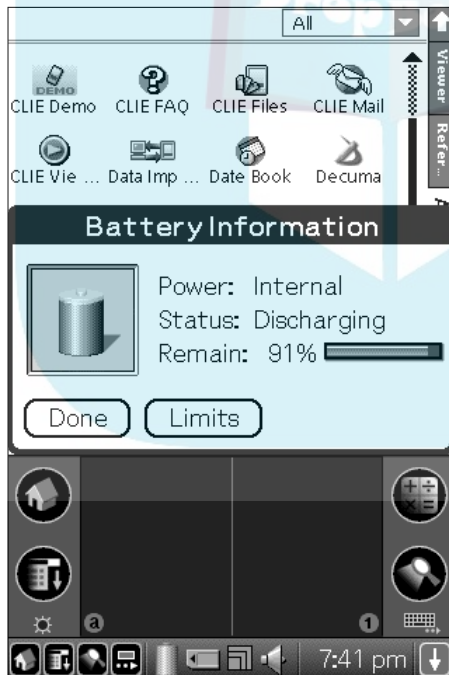 All
CLIE Demo CLIE FAQ CLIE Files CLIE Mail
CLIE Vie ... Data Imp ... Date Book Decuma
Viewer
Refer...
Battery Information
Power: Internal
Status: Discharging
Remain: 91%
Done Limits
a 1
7:41 pm